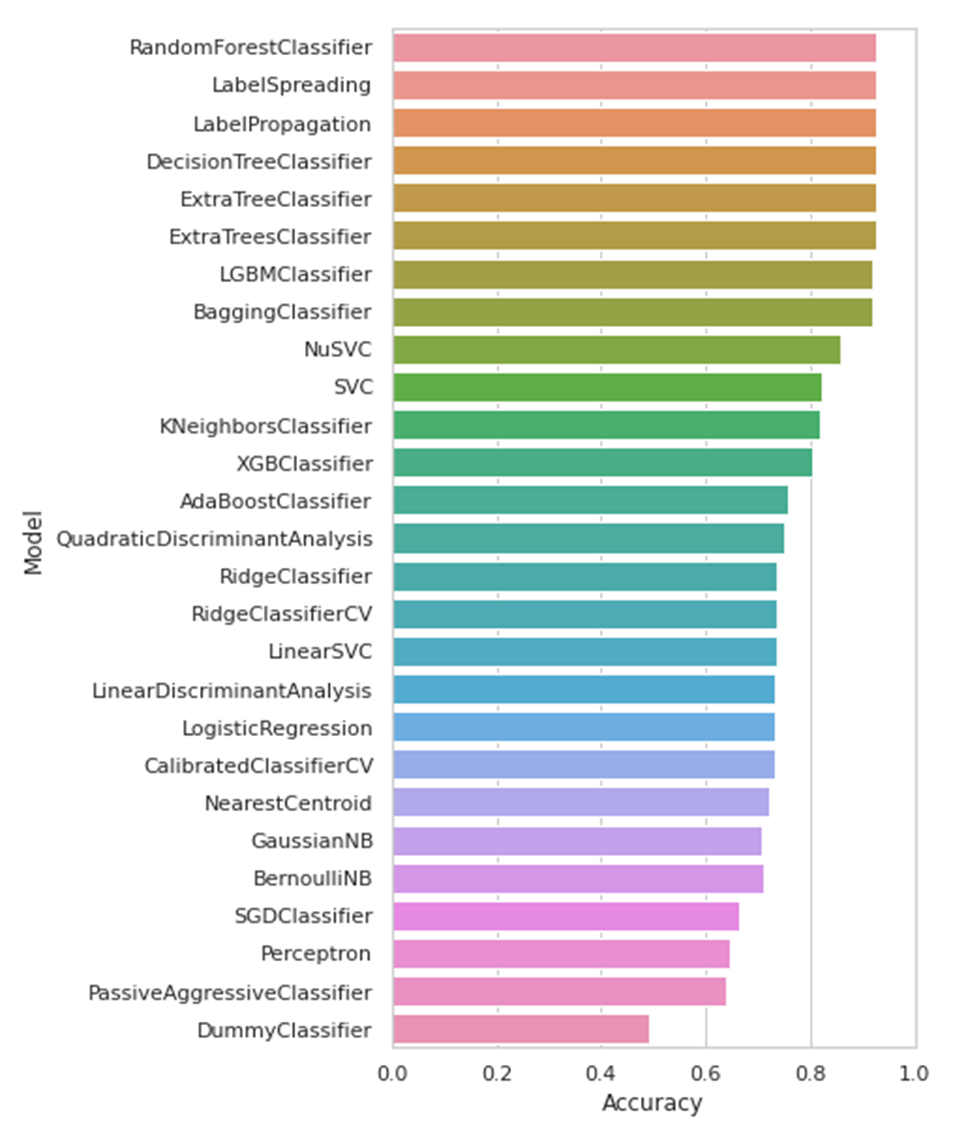 RandomForestClassifier
LabelSpreading
LabelPropagation
DecisionTreeClassifier
ExtraTreeClassifier
ExtraTreesClassifier
LGBMClassifier
BaggingClassifier
NuSVC
SVC
KNeighborsClassifier
XGBClassifier
AdaBoostClassifier
QuadraticDiscriminantAnalysis
RidgeClassifier
RidgeClassifierCV
LinearSVC
LinearDiscriminantAnalysis
LogisticRegression
CalibratedClassifierCV
NearestCentroid
GaussianNB
BernoulliNB
SGDClassifier
Perceptron
PassiveAggressiveClassifier
DummyClassifier
Model
0.0 0.2 0.4 0.6 0.8 1.0
Accuracy